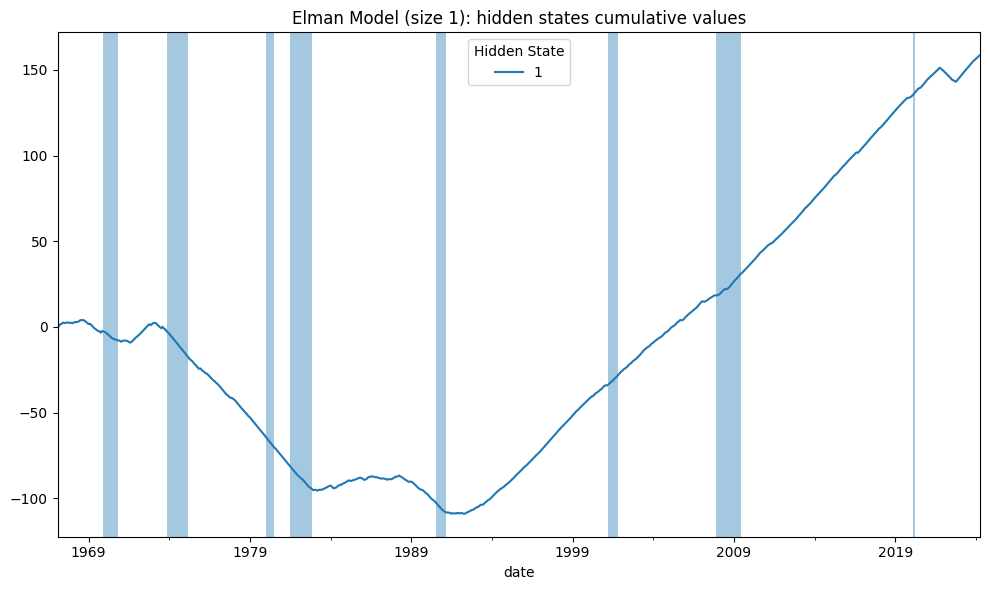 Elman Model (size 1): hidden states cumulative values
Hidden State
1
150
100
50
0
−50
−100
1969 1979 1989 1999 2009 2019
date